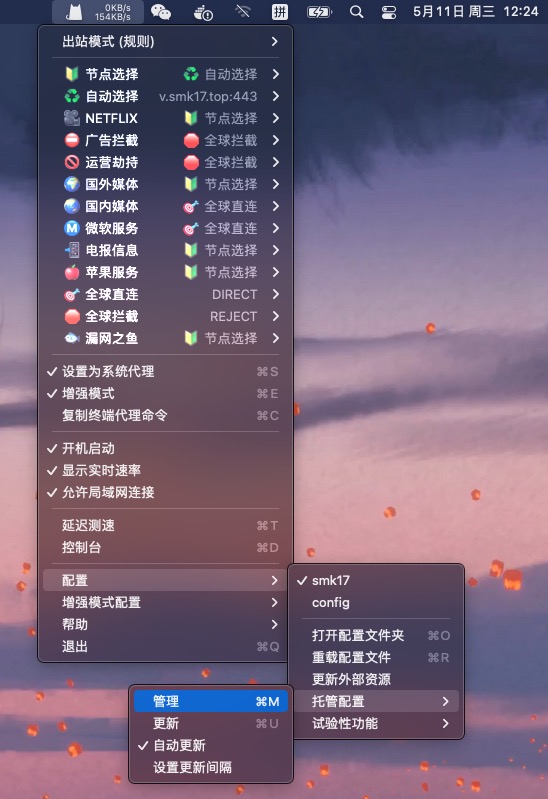 0KB/s
154KB/s
拼
5月11日 周三 12:24
出站模式 (规则)
节点选择 自动选择
自动选择 v.smk17.top:443
NETFLIX 节点选择
广告拦截 全球拦截
运营劫持 全球拦截
国外媒体 节点选择
国内媒体 全球直连
微软服务 全球直连
电报信息 节点选择
苹果服务 节点选择
全球直连 DIRECT
全球拦截 REJECT
漏网之鱼 节点选择
设置为系统代理 ⌘S
增强模式 ⌘E
复制终端代理命令 ⌘C
开机启动
显示实时速率
允许局域网连接
延迟测速 ⌘T
控制台 ⌘D
配置
增强模式配置
帮助
退出 ⌘Q
smk17
config
打开配置文件夹 ⌘O
重载配置文件 ⌘R
更新外部资源
托管配置
试验性功能
管理 ⌘M
更新 ⌘U
自动更新
设置更新间隔